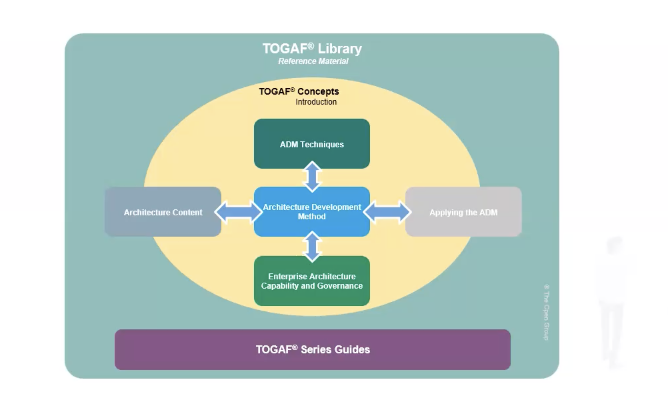 TOGAF® Library
Reference Material
TOGAF® Concepts
Introduction
ADM Techniques
Architecture Content
Architecture Development
Method
Applying the ADM
Enterprise Architecture
Capability and Governance
TOGAF® Series Guides
© The Open Group